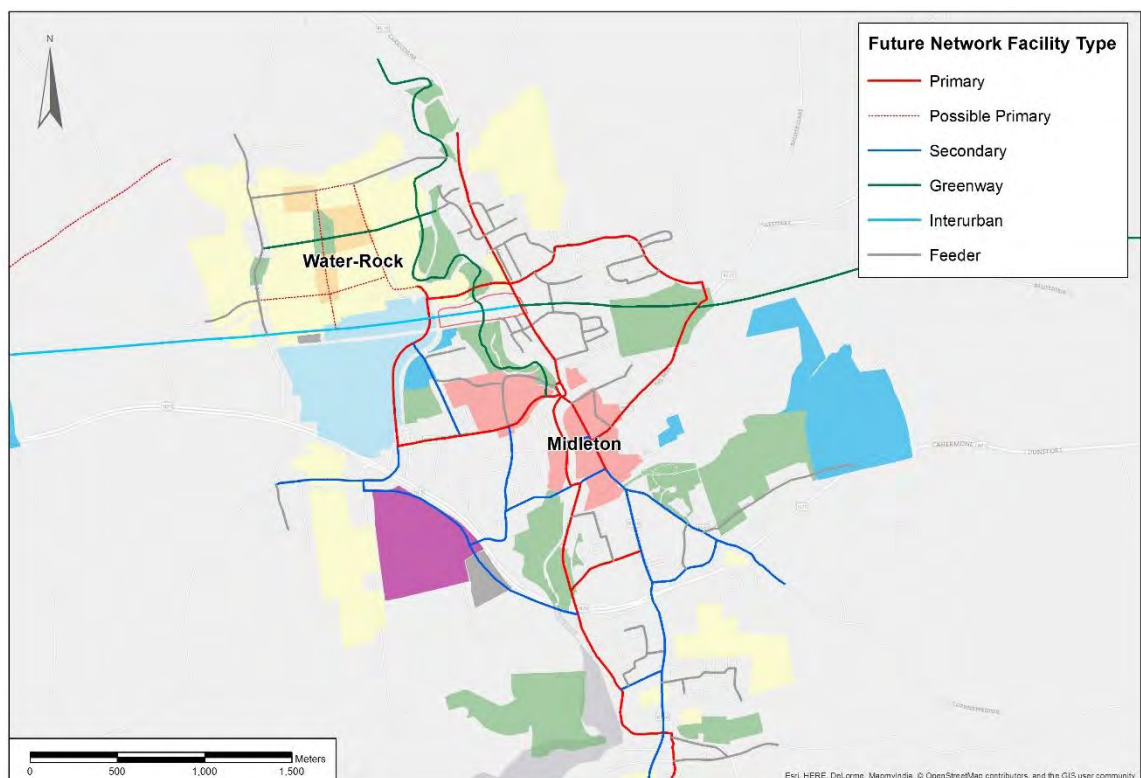 N
Future Network Facility Type
Primary
Possible Primary
Secondary
Greenway
Interurban
Feeder
Water-Rock
Midleton
0 500 1,000 1,500
Meters
Esri, HERE, DeLorme, MapmyIndia, © OpenStreetMap contributors, and the GIS user community